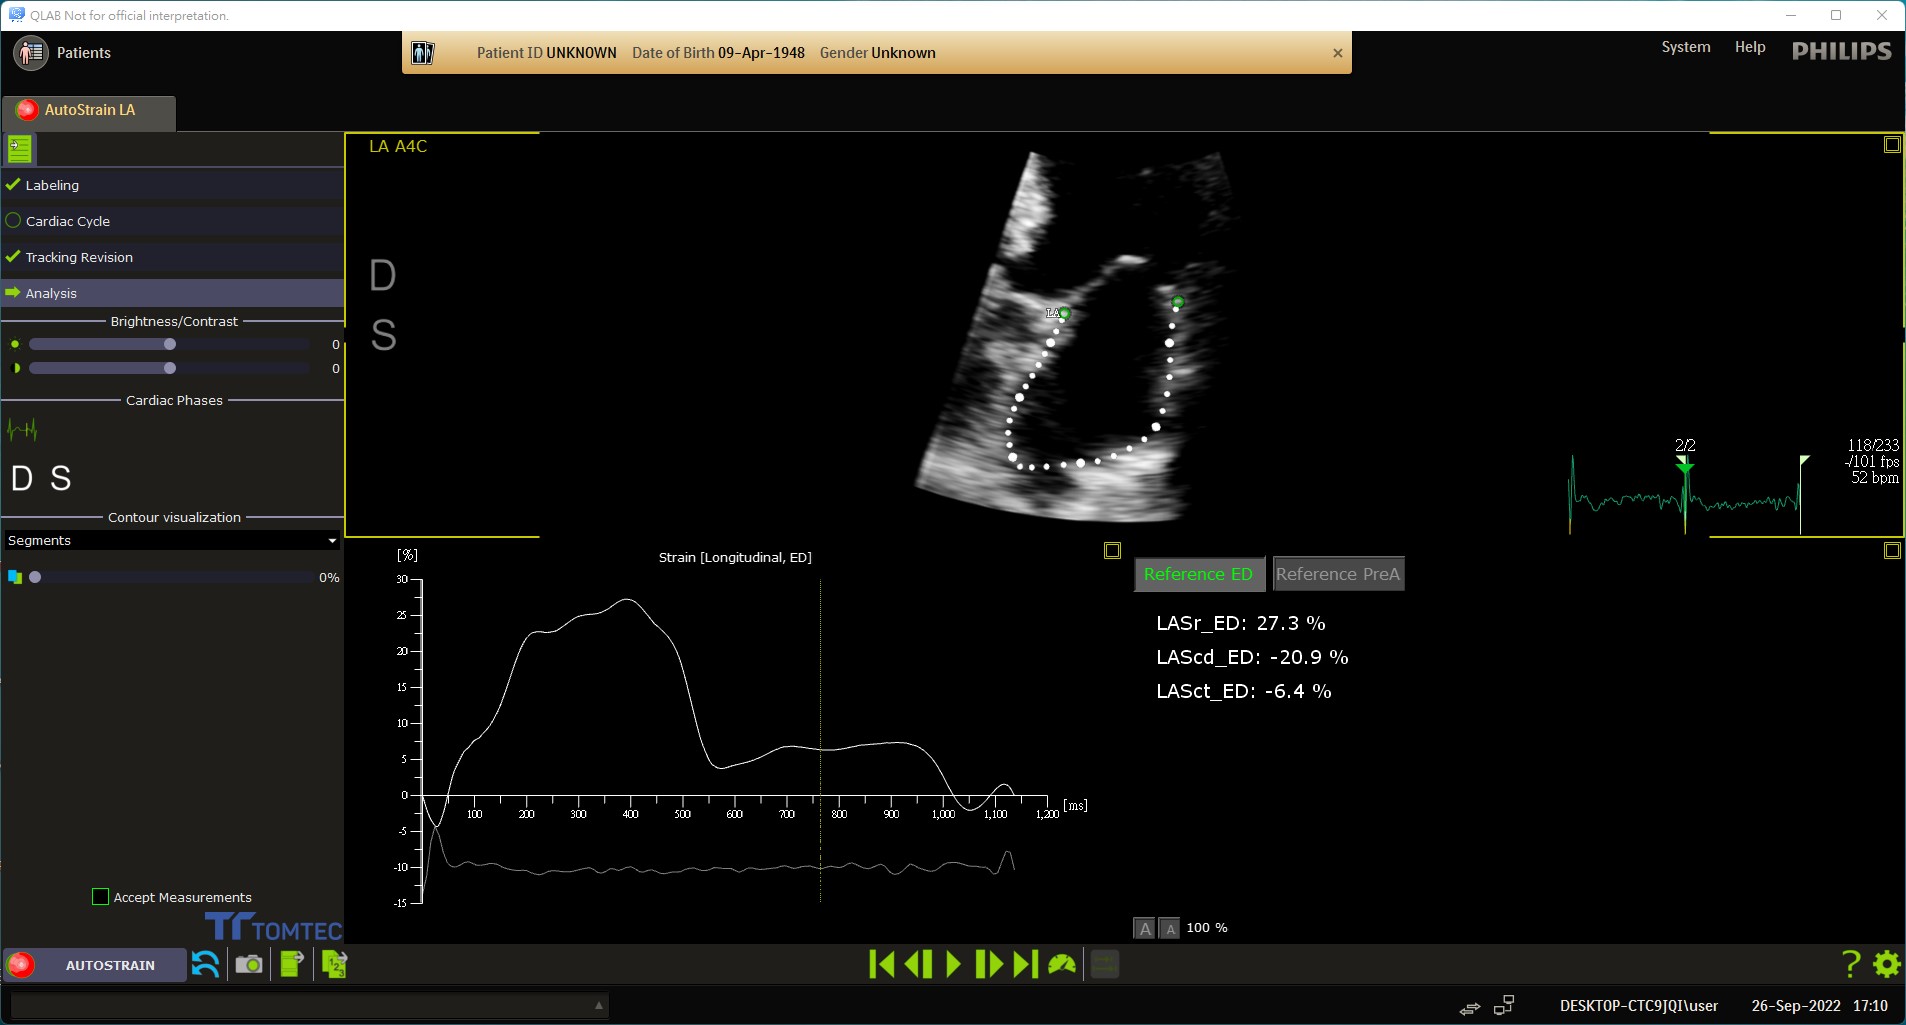 QLAB Not for official interpretation.
Patients
Patient ID UNKNOWN Date of Birth 09-Apr-1948 Gender Unknown ×
System Help PHILIPS
AutoStrain LA
Labeling
Cardiac Cycle
Tracking Revision
Analysis
Brightness/Contrast
0
0
Cardiac Phases
D S
Contour visualization
Segments
0%
Accept Measurements
TOMTEC
LA A4C
D
S
LA
2/2
118/233
-/101 fps
52 bpm
[%]
Strain [Longitudinal, ED]
30
25
20
15
10
5
0
-5
-10
-15
100 200 300 400 500 600 700 800 900 1,000 1,100 1,200 [ms]
Reference ED Reference PreA
LASr_ED: 27.3 %
LAScd_ED: -20.9 %
LASct_ED: -6.4 %
A A 100 %
AUTOSTRAIN
123
?
DESKTOP-CTC9JQI\user 26-Sep-2022 17:10